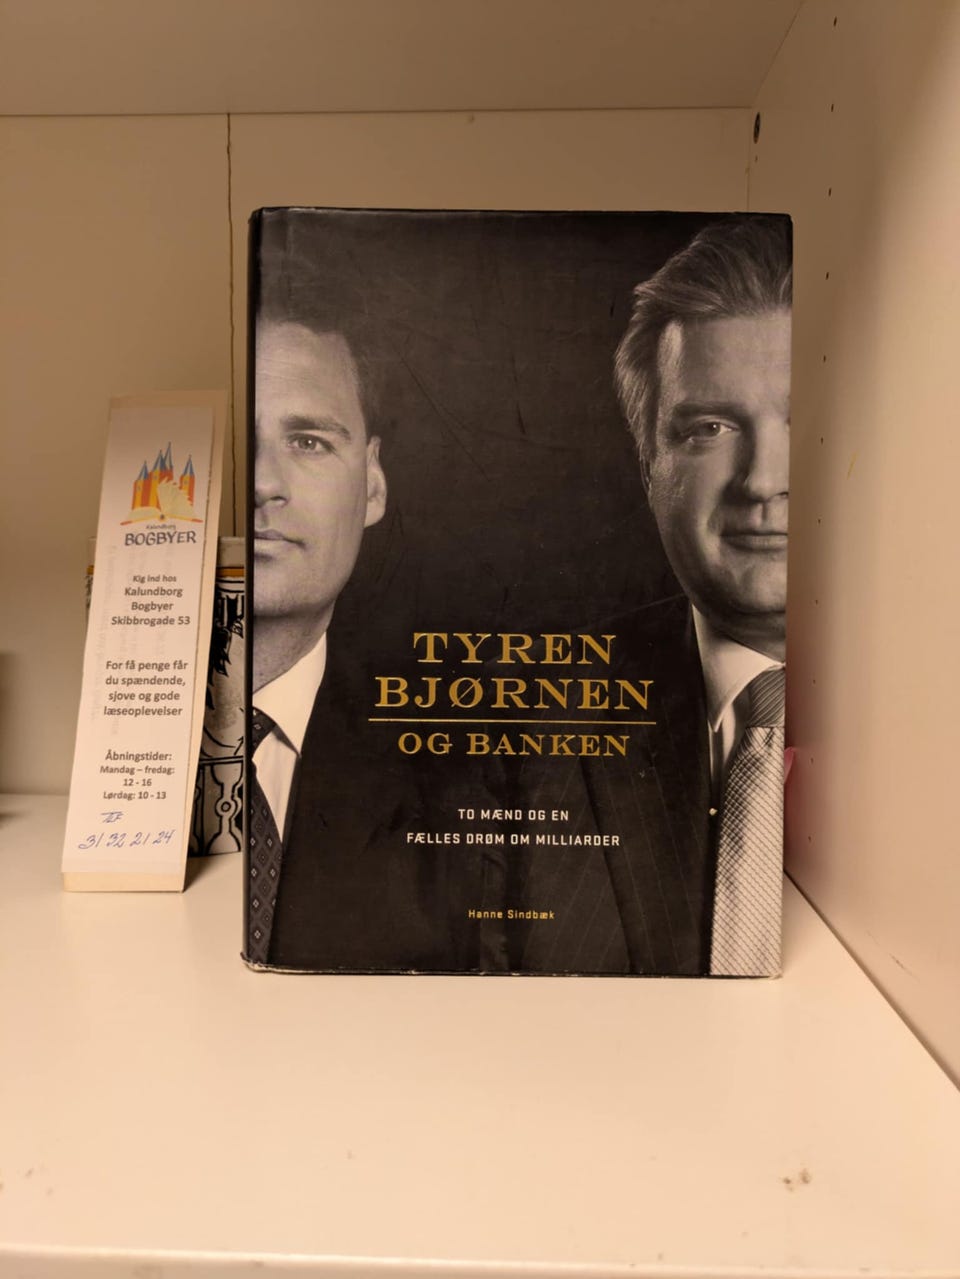 Kalundborg
BOGBYER
Kig ind hos
Kalundborg
Bogbyer
Skibbrogade 53
For få penge får
du spændende,
sjove og gode
læseoplevelser
Åbningstider:
Mandag – fredag:
12 - 16
Lørdag: 10 - 13
Tlf
31 32 21 24
TYREN
BJØRNEN
OG BANKEN
TO MÆND OG EN
FÆLLES DRØM OM MILLIARDER
Hanne Sindbæk